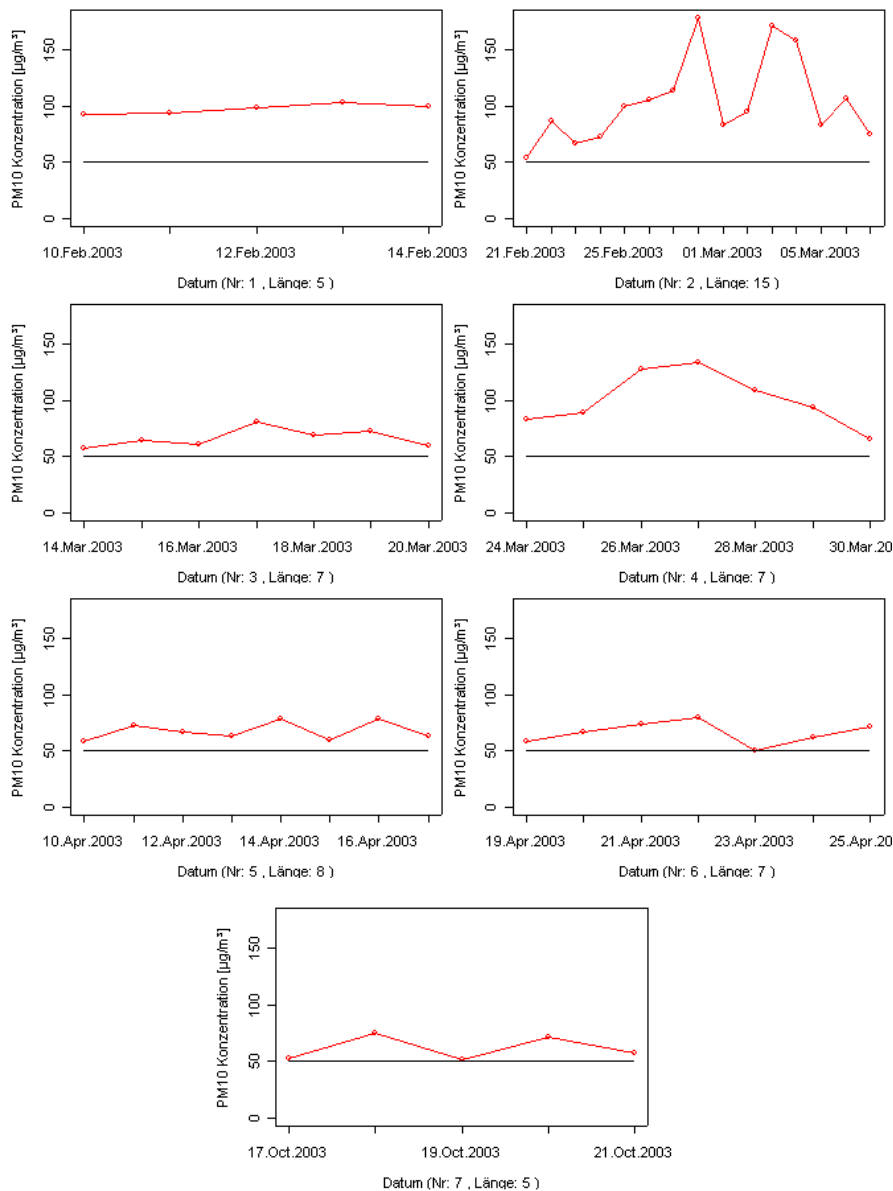 PM10 Konzentration [µg/m³]
150
100
50
0
10.Feb.2003 12.Feb.2003 14.Feb.2003
Datum (Nr: 1 , Länge: 5 )
PM10 Konzentration [µg/m³]
150
100
50
0
21.Feb.2003 25.Feb.2003 01.Mar.2003 05.Mar.2003
Datum (Nr: 2 , Länge: 15 )
PM10 Konzentration [µg/m³]
150
100
50
0
14.Mar.2003 16.Mar.2003 18.Mar.2003 20.Mar.2003
Datum (Nr: 3 , Länge: 7 )
PM10 Konzentration [µg/m³]
150
100
50
0
24.Mar.2003 26.Mar.2003 28.Mar.2003 30.Mar.20
Datum (Nr: 4 , Länge: 7 )
PM10 Konzentration [µg/m³]
150
100
50
0
10.Apr.2003 12.Apr.2003 14.Apr.2003 16.Apr.2003
Datum (Nr: 5 , Länge: 8 )
PM10 Konzentration [µg/m³]
150
100
50
0
19.Apr.2003 21.Apr.2003 23.Apr.2003 25.Apr.20
Datum (Nr: 6 , Länge: 7 )
PM10 Konzentration [µg/m³]
150
100
50
0
17.Oct.2003 19.Oct.2003 21.Oct.2003
Datum (Nr: 7 , Länge: 5 )